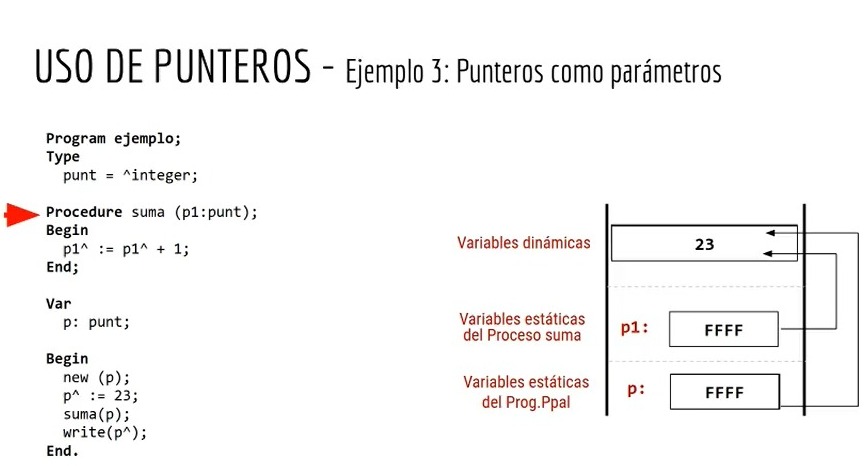 USO DE PUNTEROS - Ejemplo 3: Punteros como parámetros
Program ejemplo;
Type
punt = ^integer;
Procedure suma (p1:punt);
Begin
p1^ := p1^ + 1;
End;
Var
p: punt;
Begin
new (p);
p^ := 23;
suma(p);
write(p^);
End.
Variables dinámicas
23
Variables estáticas
del Proceso suma
p1:
FFFF
Variables estáticas
del Prog.Ppal
p:
FFFF